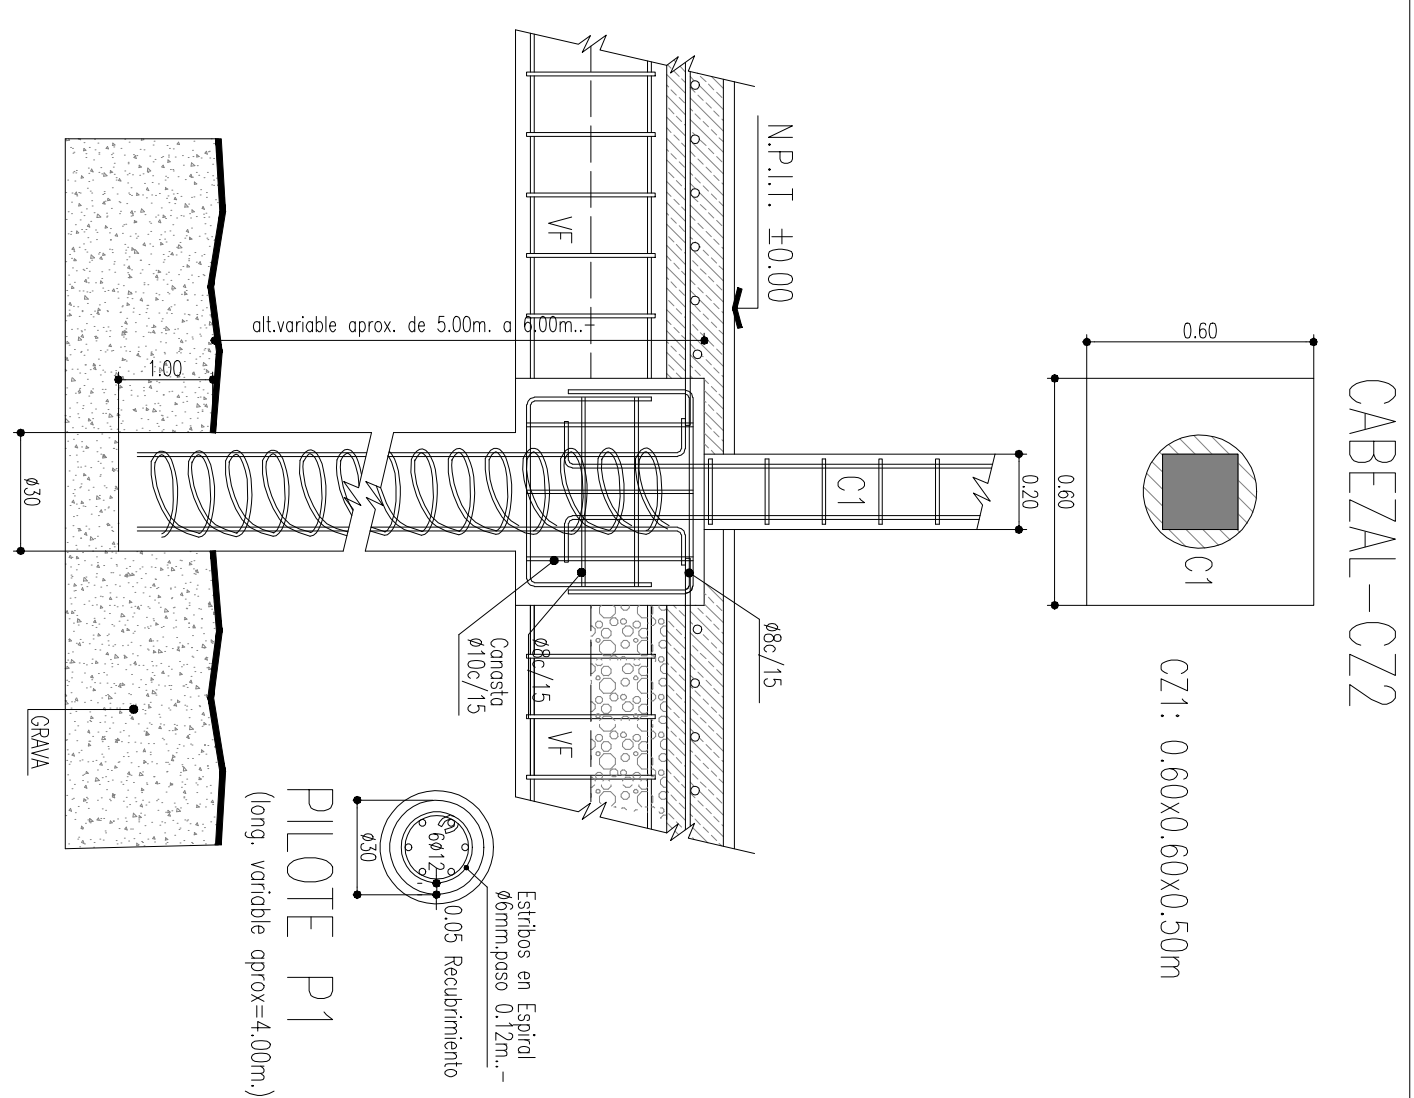 CABEZAL-CZ2
0.60
0.60
C1
CZ1: 0.60x0.60x0.50m
0.20
C1
N.P.I.T. ±0.00
VF
alt.variable aprox. de 5.00m. a 6.00m..-
1.00
ø30
ø8c/15
ø8c/15
Canasta
ø10c/15
VF
GRAVA
6ø12
ø30
Estribos en Espiral
ø6mm.paso 0.12m..-
0.05 Recubrimiento
PILOTE P1
(long. variable aprox=4.00m.)